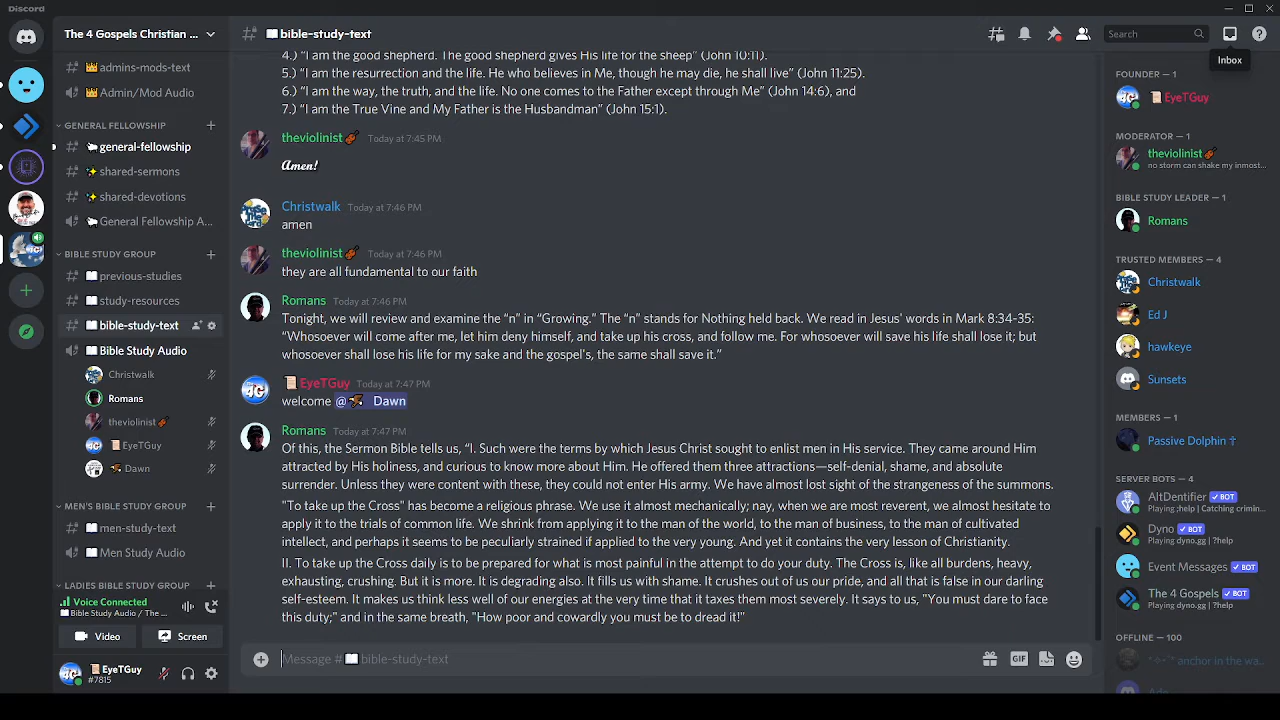 Discord
The 4 Gospels Christian ...
admins-mods-text
Admin/Mod Audio
GENERAL FELLOWSHIP
general-fellowship
shared-sermons
shared-devotions
General Fellowship A...
BIBLE STUDY GROUP
previous-studies
study-resources
bible-study-text
Bible Study Audio
Christwalk
Romans
theviolinist
EyeTGuy
Dawn
MEN'S BIBLE STUDY GROUP
men-study-text
Men Study Audio
LADIES BIBLE STUDY GROUP
Voice Connected
Bible Study Audio / The ...
Video
Screen
EyeTGuy
#7815
bible-study-text
4.) “I am the good shepherd. The good shepherd gives His life for the sheep” (John 10:11).
5.) “I am the resurrection and the life. He who believes in Me, though he may die, he shall live” (John 11:25).
6.) “I am the way, the truth, and the life. No one comes to the Father except through Me” (John 14:6), and
7.) “I am the True Vine and My Father is the Husbandman” (John 15:1).
theviolinist Today at 7:45 PM
Amen!
Christwalk Today at 7:46 PM
amen
theviolinist Today at 7:46 PM
they are all fundamental to our faith
Romans Today at 7:46 PM
Tonight, we will review and examine the “n” in “Growing.” The “n” stands for Nothing held back. We read in Jesus' words in Mark 8:34-35:
“Whosoever will come after me, let him deny himself, and take up his cross, and follow me. For whosoever will save his life shall lose it; but
whosoever shall lose his life for my sake and the gospel's, the same shall save it.”
EyeTGuy Today at 7:47 PM
welcome @ Dawn
Romans Today at 7:47 PM
Of this, the Sermon Bible tells us, “I. Such were the terms by which Jesus Christ sought to enlist men in His service. They came around Him
attracted by His holiness, and curious to know more about Him. He offered them three attractions—self-denial, shame, and absolute
surrender. Unless they were content with these, they could not enter His army. We have almost lost sight of the strangeness of the summons.
"To take up the Cross" has become a religious phrase. We use it almost mechanically; nay, when we are most reverent, we almost hesitate to
apply it to the trials of common life. We shrink from applying it to the man of the world, to the man of business, to the man of cultivated
intellect, and perhaps it seems to be peculiarly strained if applied to the very young. And yet it contains the very lesson of Christianity.
II. To take up the Cross daily is to be prepared for what is most painful in the attempt to do your duty. The Cross is, like all burdens, heavy,
exhausting, crushing. But it is more. It is degrading also. It fills us with shame. It crushes out of us our pride, and all that is false in our darling
self-esteem. It makes us think less well of our energies at the very time that it taxes them most severely. It says to us, "You must dare to face
this duty;" and in the same breath, "How poor and cowardly you must be to dread it!"
Message # bible-study-text
GIF
Search
Inbox
FOUNDER — 1
EyeTGuy
MODERATOR — 1
theviolinist
no storm can shake my inmost...
BIBLE STUDY LEADER — 1
Romans
TRUSTED MEMBERS — 4
Christwalk
Ed J
hawkeye
Sunsets
MEMBERS — 1
Passive Dolphin †
SERVER BOTS — 4
AltDentifier BOT
Playing ;help | Catching crimin...
Dyno BOT
Playing dyno.gg | ?help
Event Messages BOT
The 4 Gospels BOT
Playing dyno.gg | ?help
OFFLINE — 100
anchor in the wa...